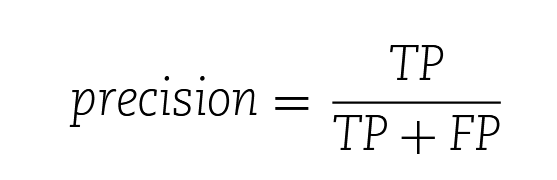 precision = TP / TP + FP